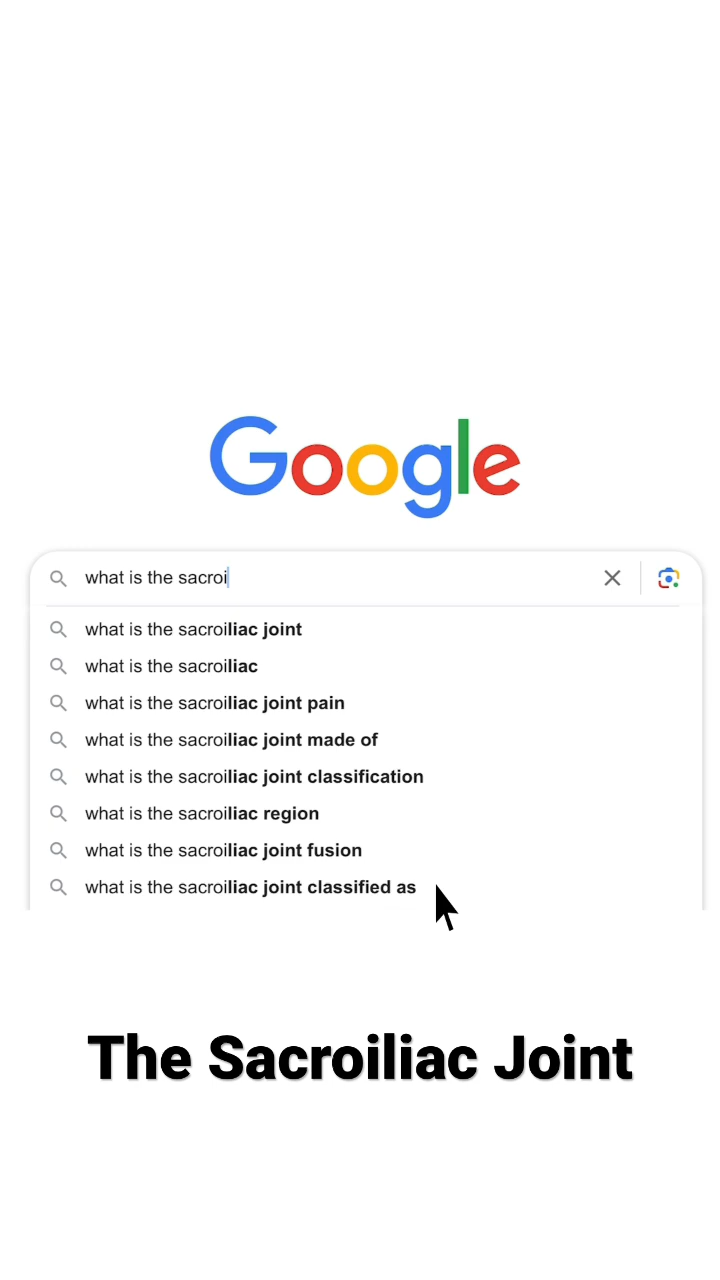 Google
what is the sacroi
what is the sacroiliac joint
what is the sacroiliac
what is the sacroiliac joint pain
what is the sacroiliac joint made of
what is the sacroiliac joint classification
what is the sacroiliac region
what is the sacroiliac joint fusion
what is the sacroiliac joint classified as
The Sacroiliac Joint